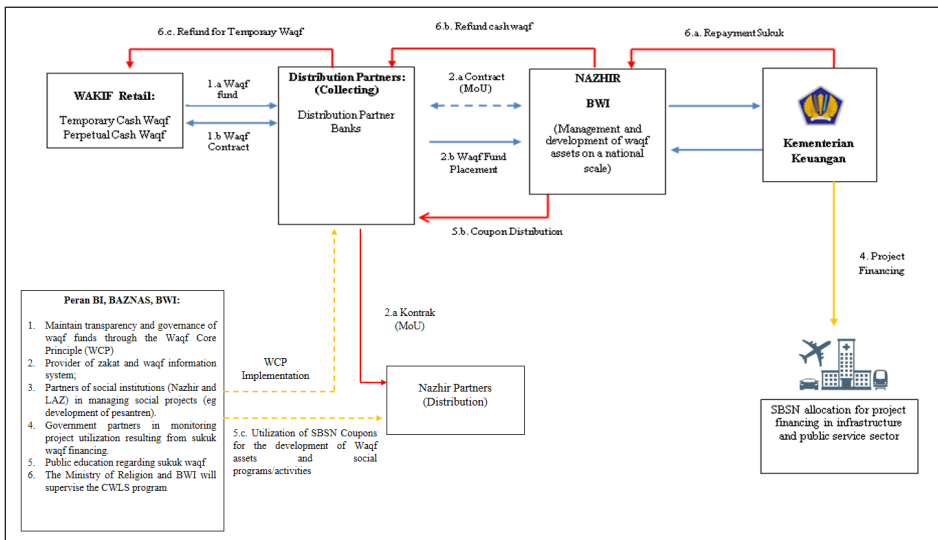 6.c. Refund for Temporary Waqf
6.b. Refund cash waqf
6.a. Repayment Sukuk
WAKIF Retail:
Temporary Cash Waqf
Perpetual Cash Waqf
1.a Waqf
fund
1.b Waqf
Contract
Distribution Partners:
(Collecting)
Distribution Partner
Banks
2.a Contract
(MoU)
2.b Waqf Fund
Placement
NAZHIR
BWI
(Management and
development of waqf
assets on a national
scale)
Kementerian
Keuangan
5.b. Coupon Distribution
4. Project
Financing
Peran BI, BAZNAS, BWI:
1. Maintain transparency and governance of
waqf funds through the Waqf Core
Principle (WCP)
2. Provider of zakat and waqf information
system;
3. Partners of social institutions (Nazhir and
LAZ) in managing social projects (eg
development of pesantren).
4. Government partners in monitoring
project utilization resulting from sukuk
waqf financing.
5. Public education regarding sukuk waqf
6. The Ministry of Religion and BWI will
supervise the CWLS program
WCP
Implementation
2.a Kontrak
(MoU)
Nazhir Partners
(Distribution)
5.c. Utilization of SBSN Coupons
for the development of Waqf
assets and social
programs/activities
SBSN allocation for project
financing in infrastructure
and public service sector